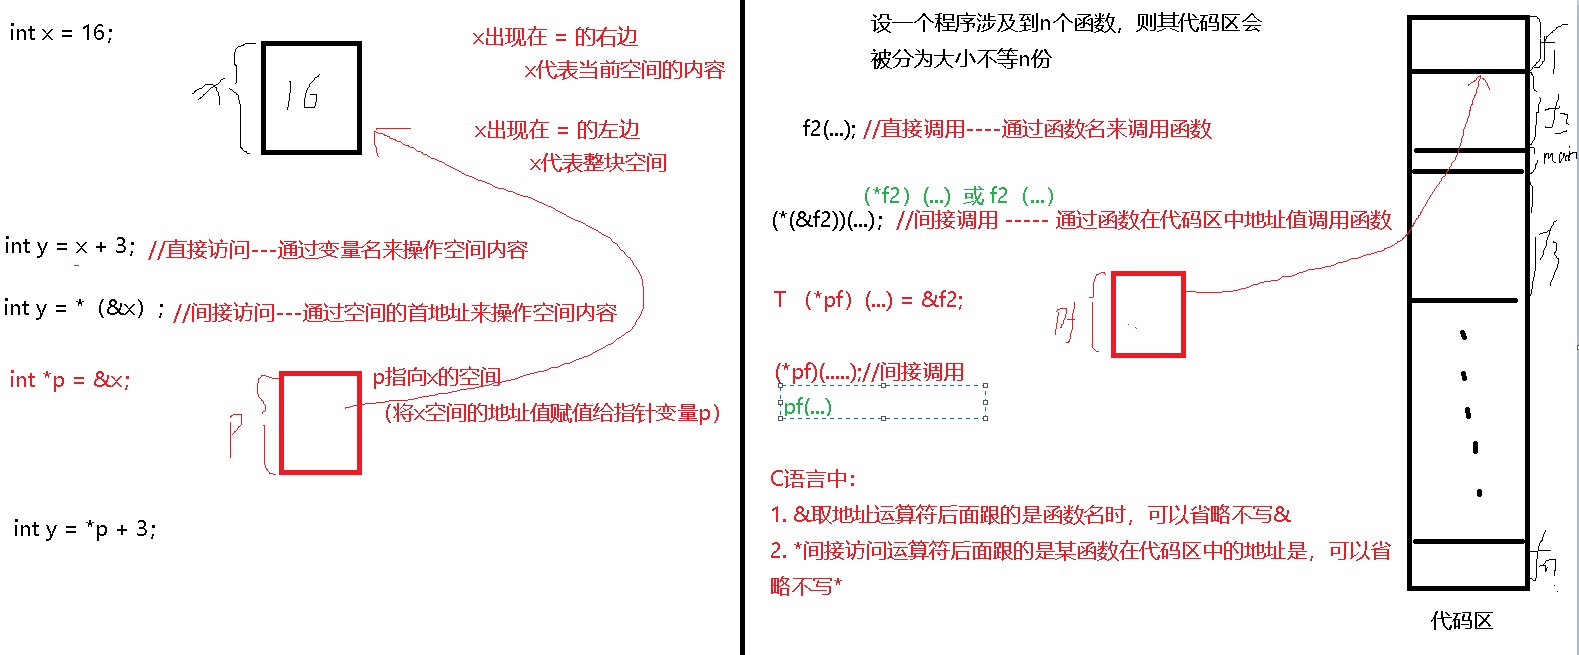 int x = 16;
x
16
x出现在 = 的右边
x代表当前空间的内容
x出现在 = 的左边
x代表整块空间
int y = x + 3; //直接访问---通过变量名来操作空间内容
int y = *（&x）; //间接访问---通过空间的首地址来操作空间内容
int *p = &x;
p
p指向x的空间
（将x空间的地址值赋值给指针变量p）
int y = *p + 3;
设一个程序涉及到n个函数，则其代码区会
被分为大小不等n份
f2(...); //直接调用----通过函数名来调用函数
（*f2）(...）或 f2（...）
(*(&f2))(...); //间接调用 ----- 通过函数在代码区中地址值调用函数
T （*pf）(...) = &f2;
pf
(*pf)(.....);//间接调用
pf(...)
C语言中：
1. &取地址运算符后面跟的是函数名时，可以省略不写&
2. *间接访问运算符后面跟的是某函数在代码区中的地址是，可以省
略不写*
f2
main
f3
fn
代码区